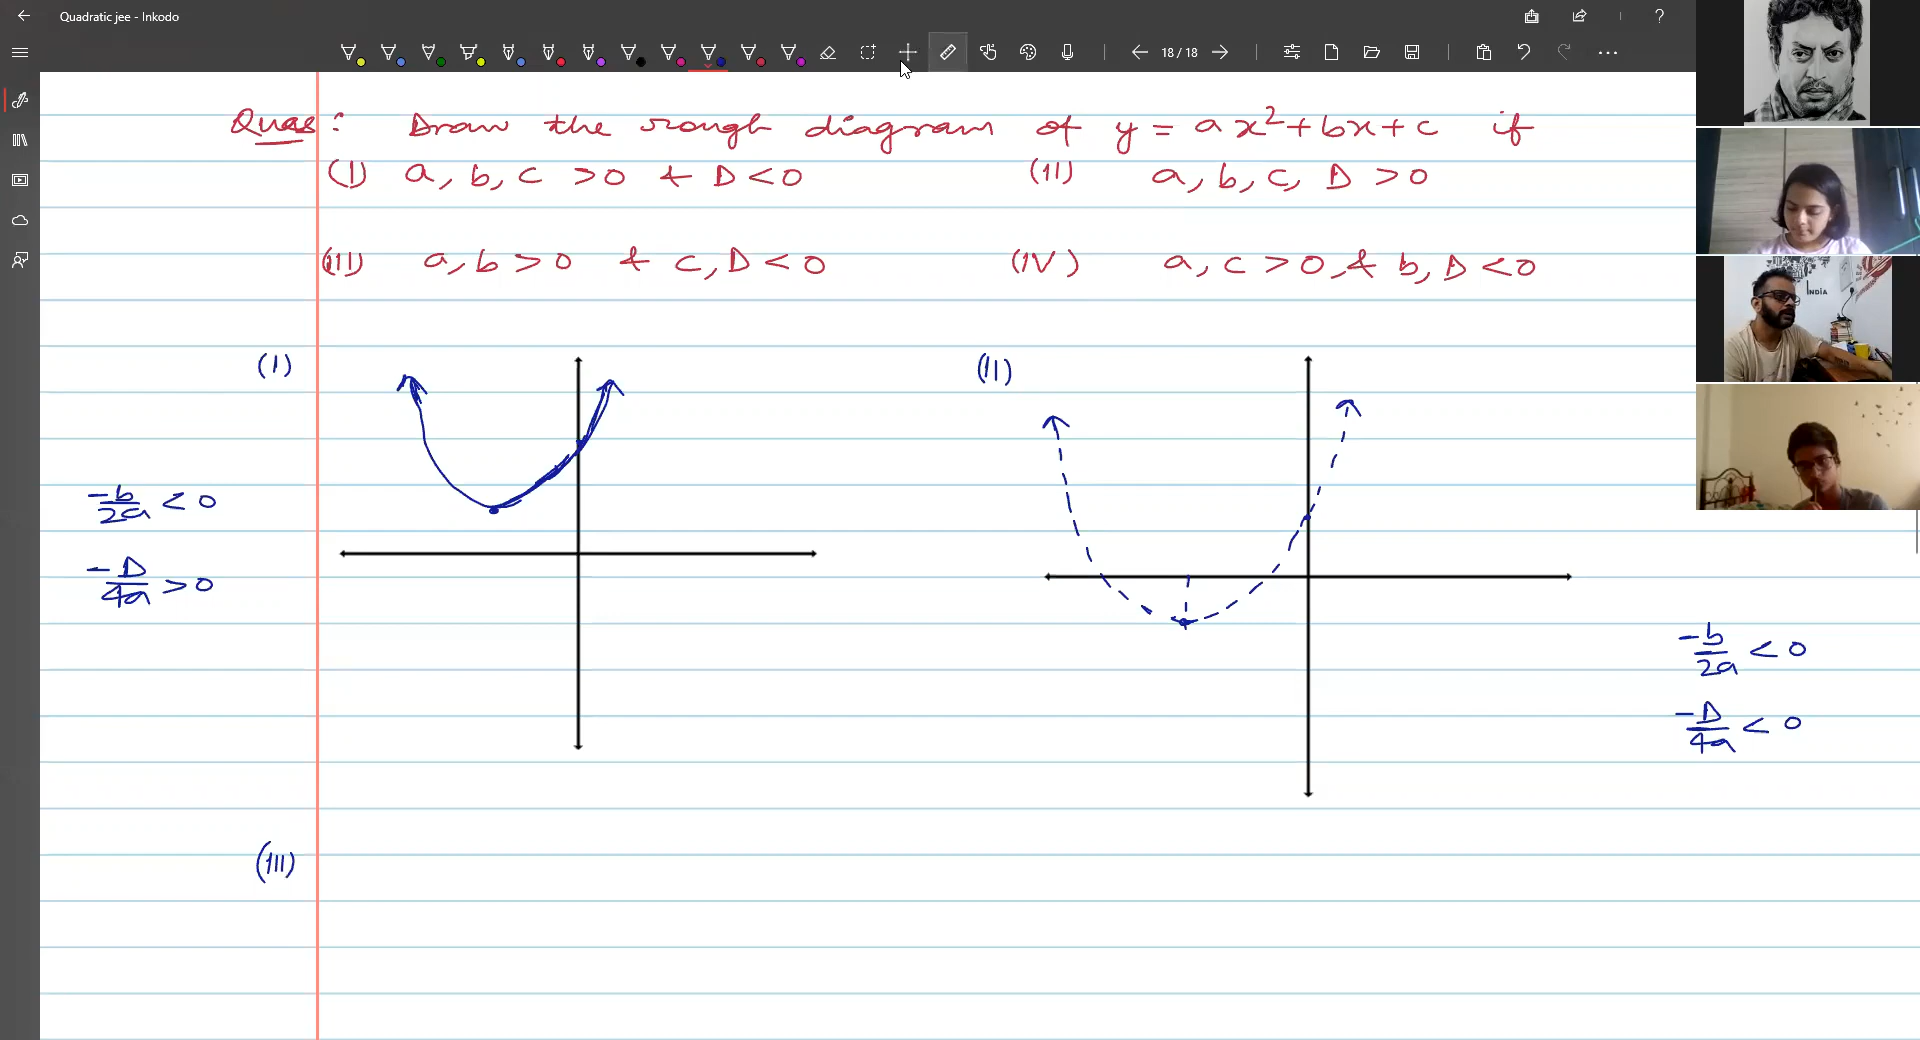 Quadratic jee - Inkodo
18 / 18
?
Ques : Draw the rough diagram of y = ax²+bx+c if
(I) a, b, c >0 & D<0 (II) a, b, c, D >0
(III) a, b > 0 & c, D < 0 (IV) a, c > 0, & b, D < 0
(I)
(II)
-b/2a < 0
-D/4a > 0
-b/2a < 0
-D/4a < 0
(III)
INDIA